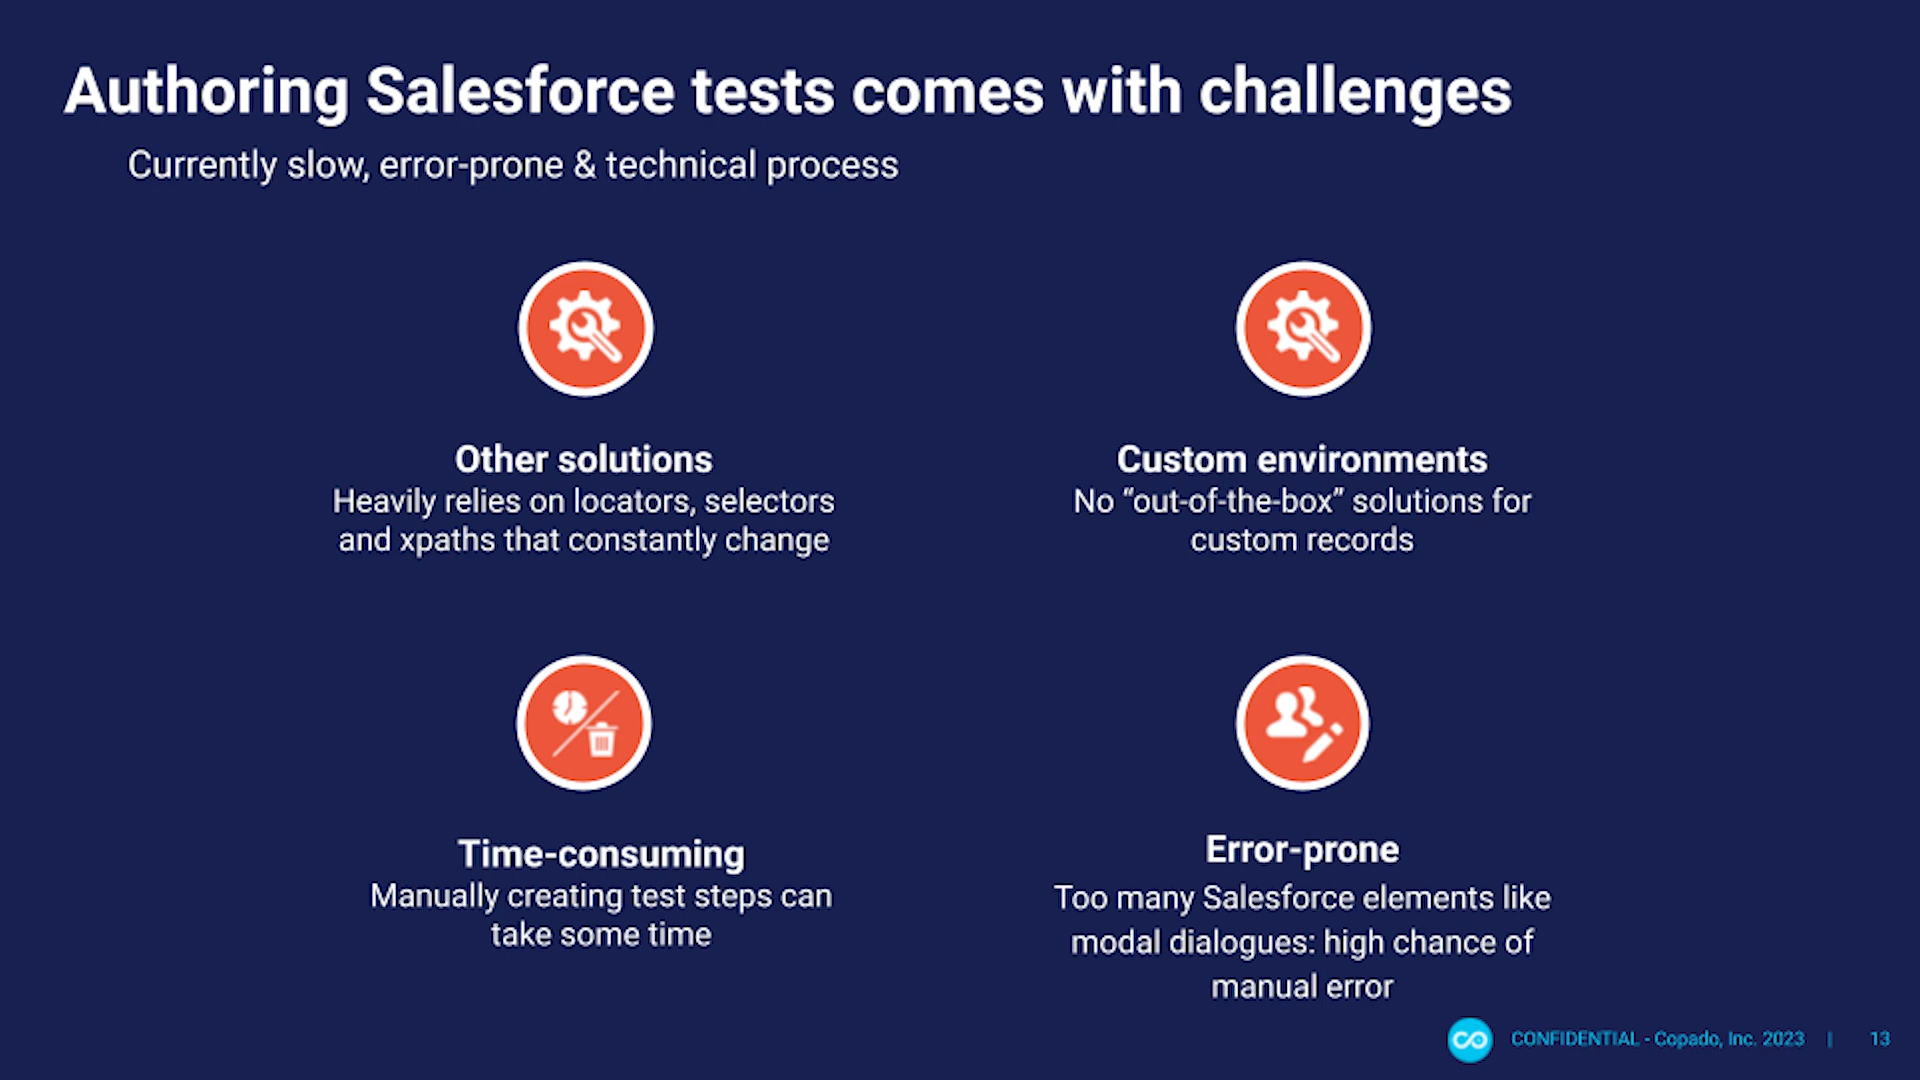 Authoring Salesforce tests comes with challenges
Currently slow, error-prone & technical process
Other solutions
Heavily relies on locators, selectors
and xpaths that constantly change
Custom environments
No “out-of-the-box” solutions for
custom records
Time-consuming
Manually creating test steps can
take some time
Error-prone
Too many Salesforce elements like
modal dialogues: high chance of
manual error
CONFIDENTIAL - Copado, Inc. 2023 | 13